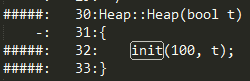 #####:   30:Heap::Heap(bool t)
    -:   31:{
#####:   32:    init(100, t);
#####:   33:}